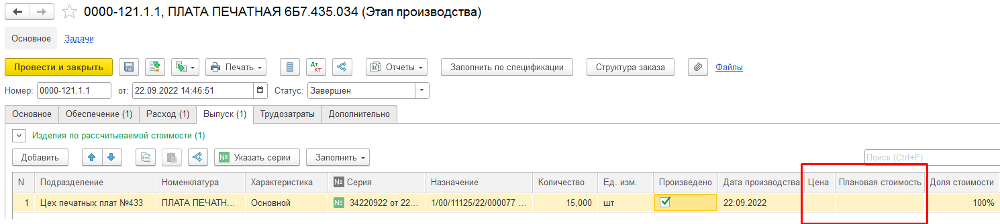 0000-121.1.1, ПЛАТА ПЕЧАТНАЯ 6Б7.435.034 (Этап производства)
Основное Задачи
Провести и закрыть Дт Кт Печать Отчеты Заполнить по спецификации Структура заказа Файлы
Номер: 0000-121.1.1 от: 22.09.2022 14:46:51 Статус: Завершен
Основное Обеспечение (1) Расход (1) Выпуск (1) Трудозатраты Дополнительно
Изделия по рассчитываемой стоимости (1)
Добавить № Указать серии Заполнить Поиск (Ctrl+F)
N Подразделение Номенклатура Характеристика № Серия Назначение Количество Ед. изм. Произведено Дата производства Цена Плановая стоимость Доля стоимости
1 Цех печатных плат №433 ПЛАТА ПЕЧАТН... Основной № 34220922 от 22... 1/00/11125/22/000077 ... 15,000 шт 22.09.2022 100%